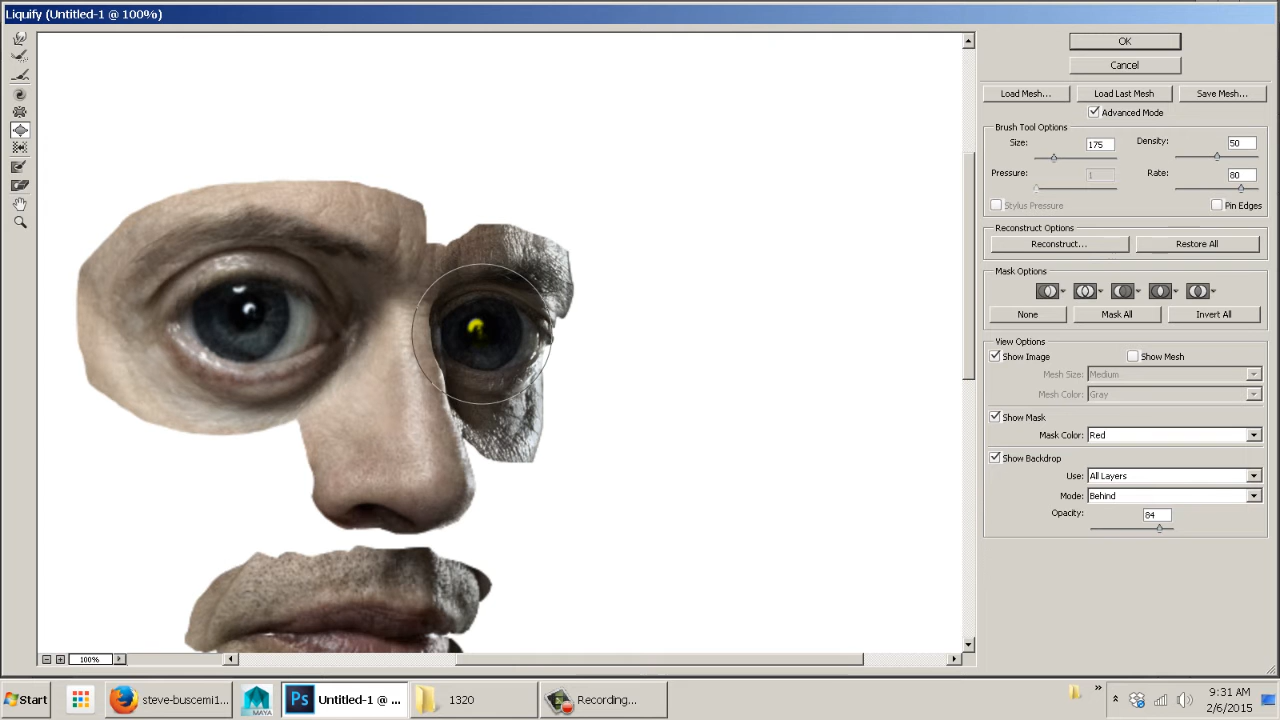 Liquify (Untitled-1 @ 100%)
OK
Cancel
Load Mesh...
Load Last Mesh
Save Mesh...
Advanced Mode
Brush Tool Options
Size:
175
Density:
50
Pressure:
1
Rate:
80
Stylus Pressure
Pin Edges
Reconstruct Options
Reconstruct...
Restore All
Mask Options
None
Mask All
Invert All
View Options
Show Image
Show Mesh
Mesh Size:
Medium
Mesh Color:
Gray
Show Mask
Mask Color:
Red
Show Backdrop
Use:
All Layers
Mode:
Behind
Opacity:
84
100%
Start
steve-buscemi1...
MAYA
Ps
Untitled-1 @ ...
1320
Recording...
3:31 AM
2/6/2015